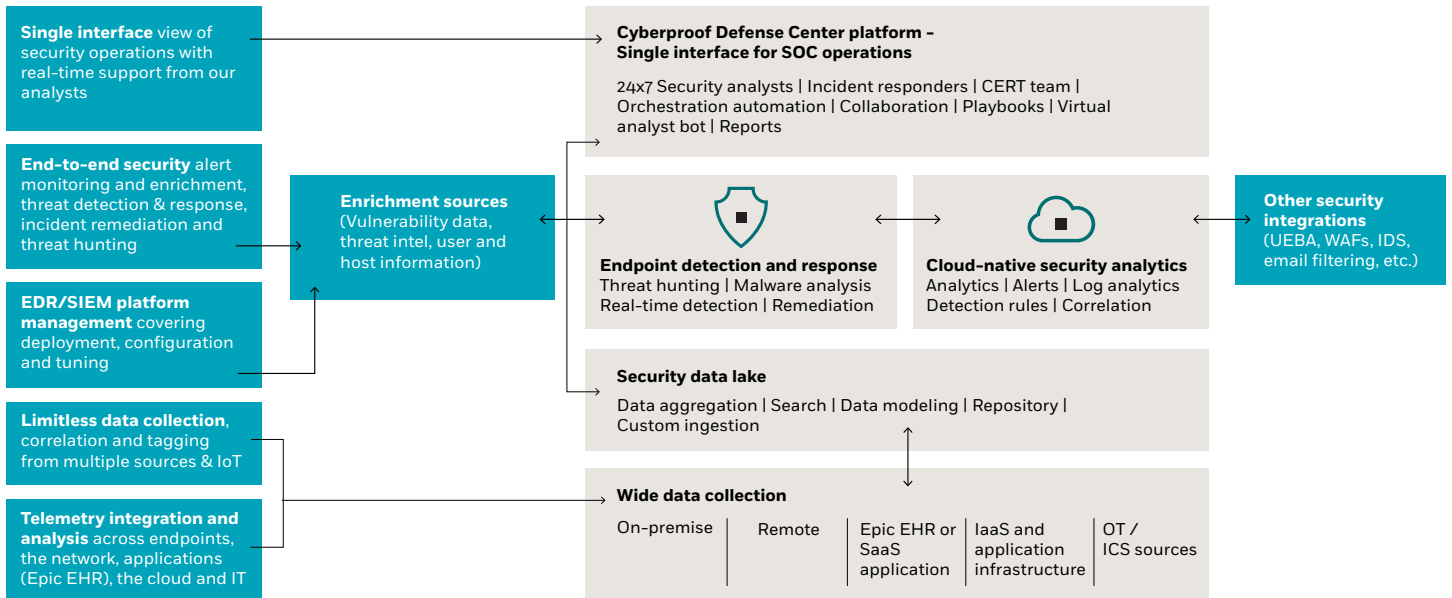 Single interface view of
security operations with
real-time support from our
analysts
End-to-end security alert
monitoring and enrichment,
threat detection & response,
incident remediation and
threat hunting
EDR/SIEM platform
management covering
deployment, configuration
and tuning
Limitless data collection,
correlation and tagging
from multiple sources & IoT
Telemetry integration and
analysis across endpoints,
the network, applications
(Epic EHR), the cloud and IT
Enrichment sources
(Vulnerability data,
threat intel, user and
host information)
Cyberproof Defense Center platform –
Single interface for SOC operations
24x7 Security analysts | Incident responders | CERT team |
Orchestration automation | Collaboration | Playbooks | Virtual
analyst bot | Reports
Endpoint detection and response
Threat hunting | Malware analysis
Real-time detection | Remediation
Cloud-native security analytics
Analytics | Alerts | Log analytics
Detection rules | Correlation
Other security
integrations
(UEBA, WAFs, IDS,
email filtering, etc.)
Security data lake
Data aggregation | Search | Data modeling | Repository |
Custom ingestion
Wide data collection
On-premise
Remote
Epic EHR or
SaaS
application
IaaS and
application
infrastructure
OT /
ICS sources